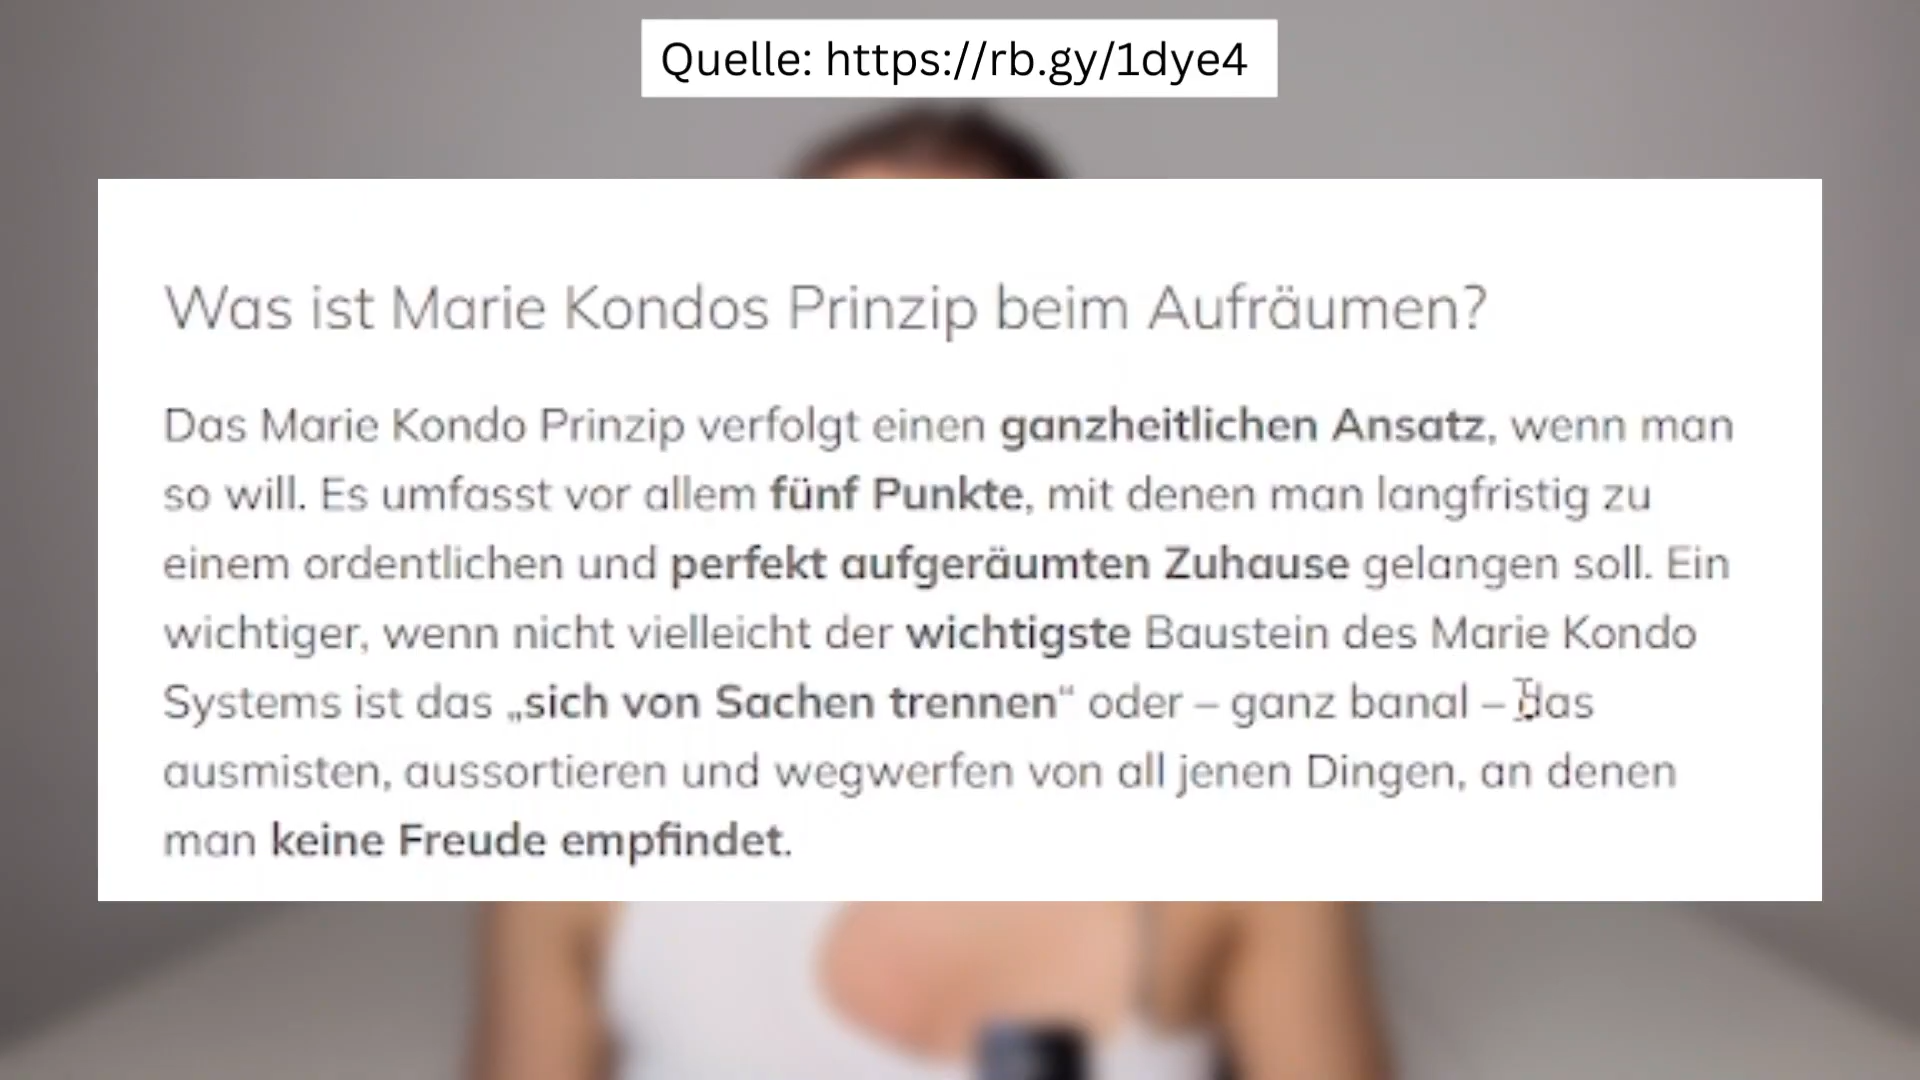 Quelle: https://rb.gy/1dye4
Was ist Marie Kondos Prinzip beim Aufräumen?
Das Marie Kondo Prinzip verfolgt einen ganzheitlichen Ansatz, wenn man
so will. Es umfasst vor allem fünf Punkte, mit denen man langfristig zu
einem ordentlichen und perfekt aufgeräumten Zuhause gelangen soll. Ein
wichtiger, wenn nicht vielleicht der wichtigste Baustein des Marie Kondo
Systems ist das „sich von Sachen trennen“ oder – ganz banal – das
ausmisten, aussortieren und wegwerfen von all jenen Dingen, an denen
man keine Freude empfindet.